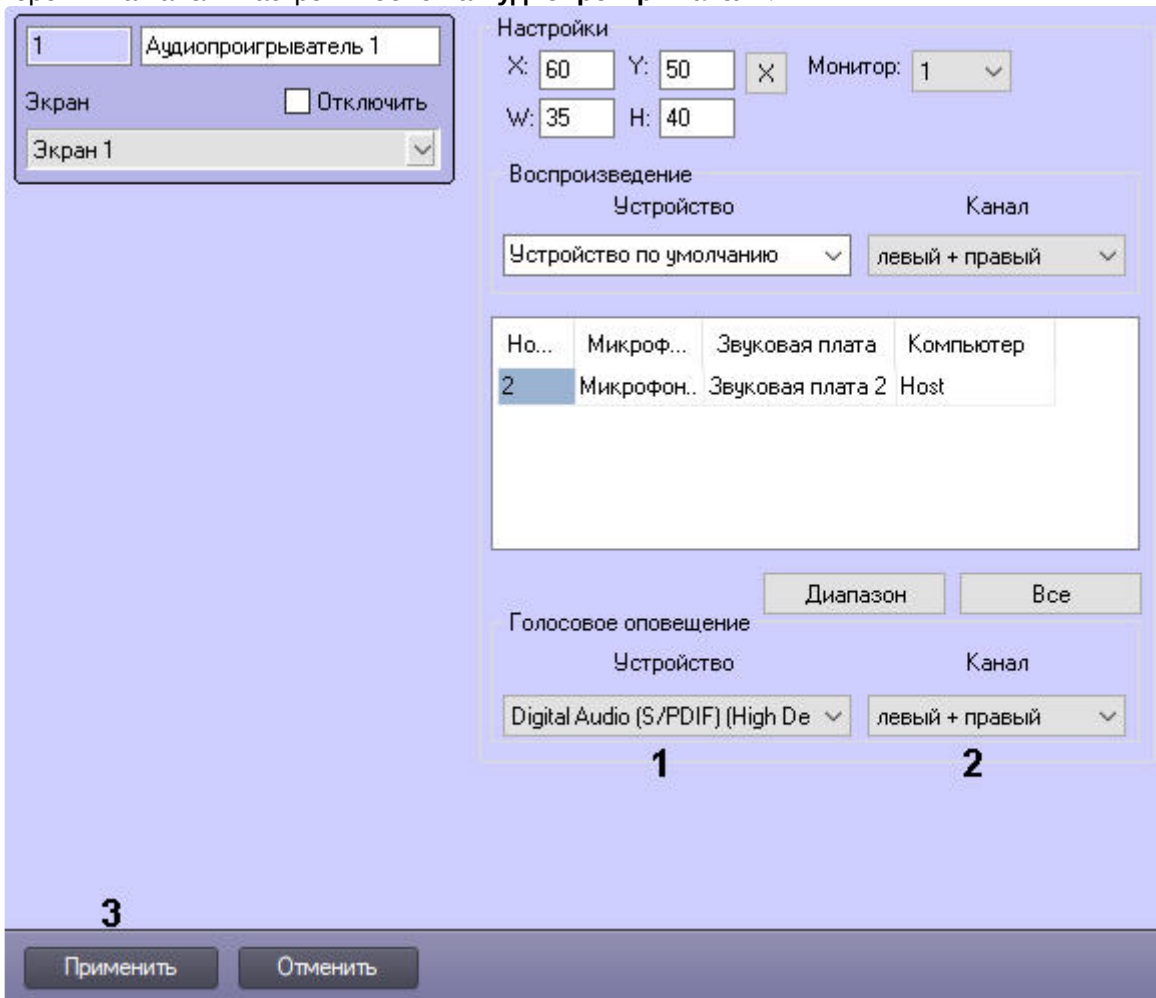 1 Аудиопроигрыватель 1
Экран Отключить
Экран 1
Настройки
X: 60 Y: 50 X Монитор: 1
W: 35 H: 40
Воспроизведение
Устройство Канал
Устройство по умолчанию левый + правый
Но... Микроф... Звуковая плата Компьютер
2 Микрофон.. Звуковая плата 2 Host
Диапазон Все
Голосовое оповещение
Устройство Канал
Digital Audio (S/PDIF) (High De левый + правый
1 2
3
Применить Отменить